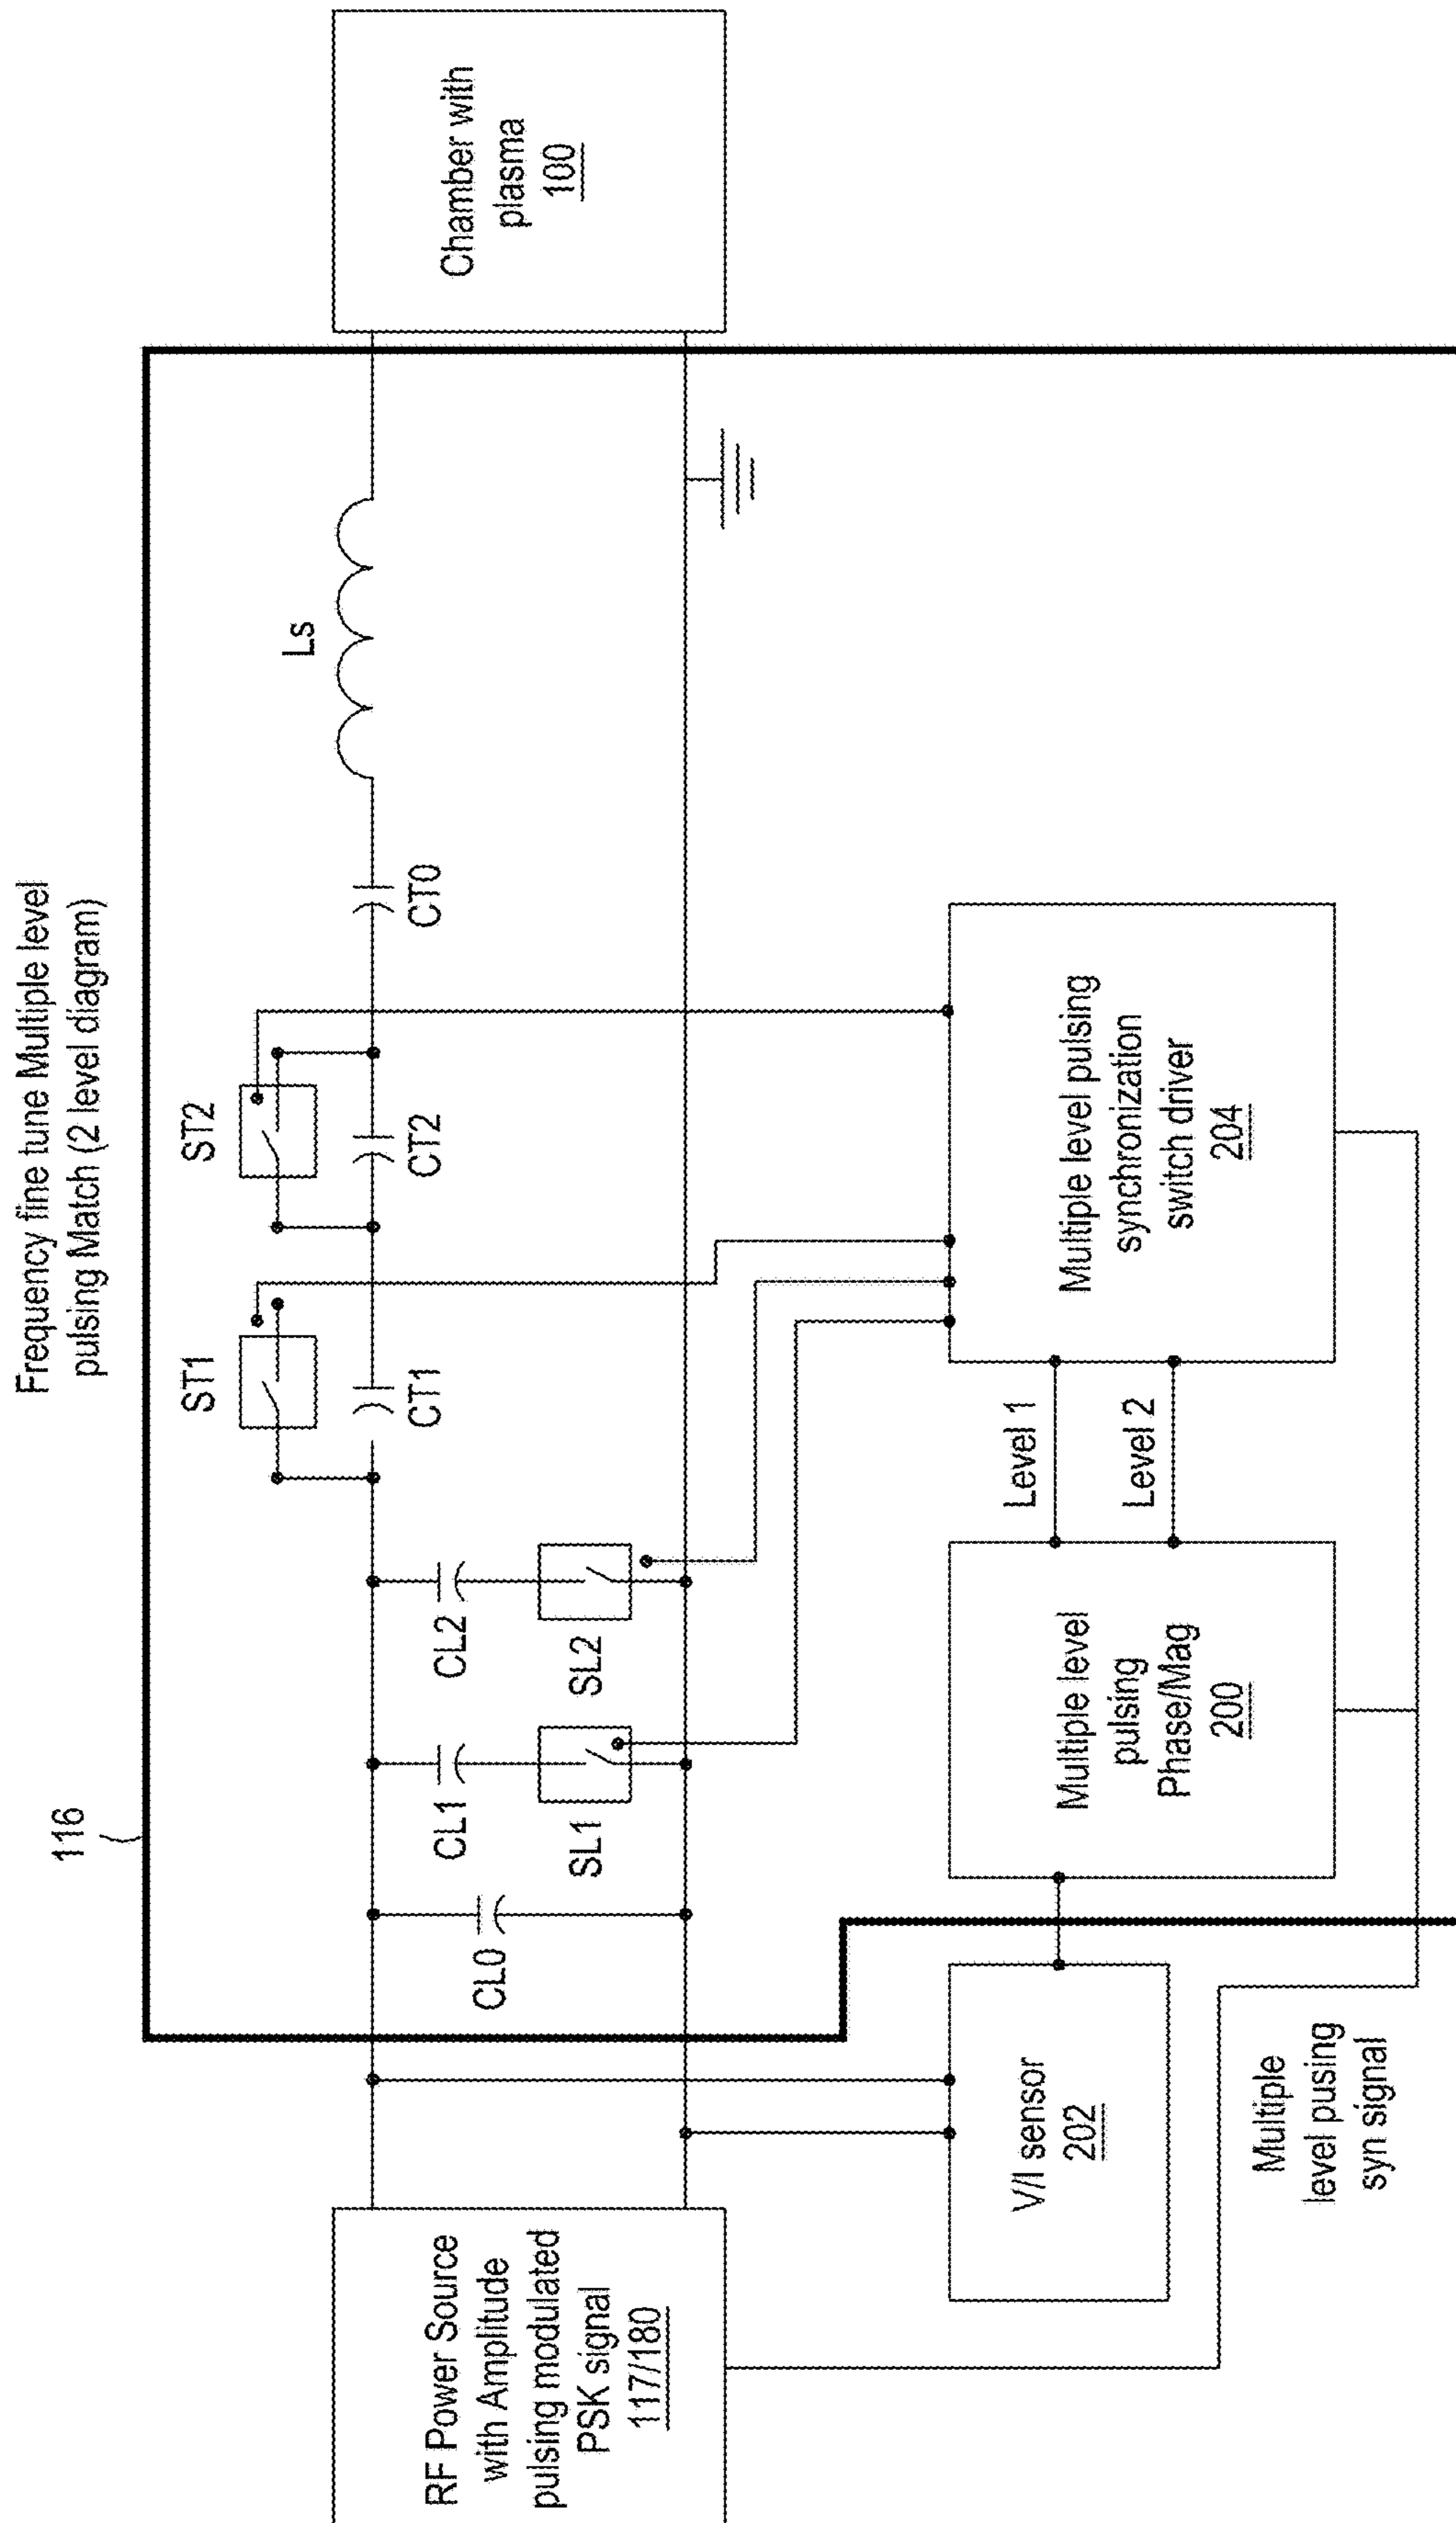 Frequency fine tune Multiple level
pulsing Match (2 level diagram)
116
ST1
ST2
Ls
CT1
CT2
CT0
CL0
CL1
CL2
SL1
SL2
RF Power Source
with Amplitude
pulsing modulated
PSK signal
117/180
Chamber with
plasma
100
V/I sensor
202
Multiple level
pulsing
Phase/Mag
200
Level 1
Level 2
Multiple level pulsing
synchronization
switch driver
204
Multiple
level pusing
syn signal